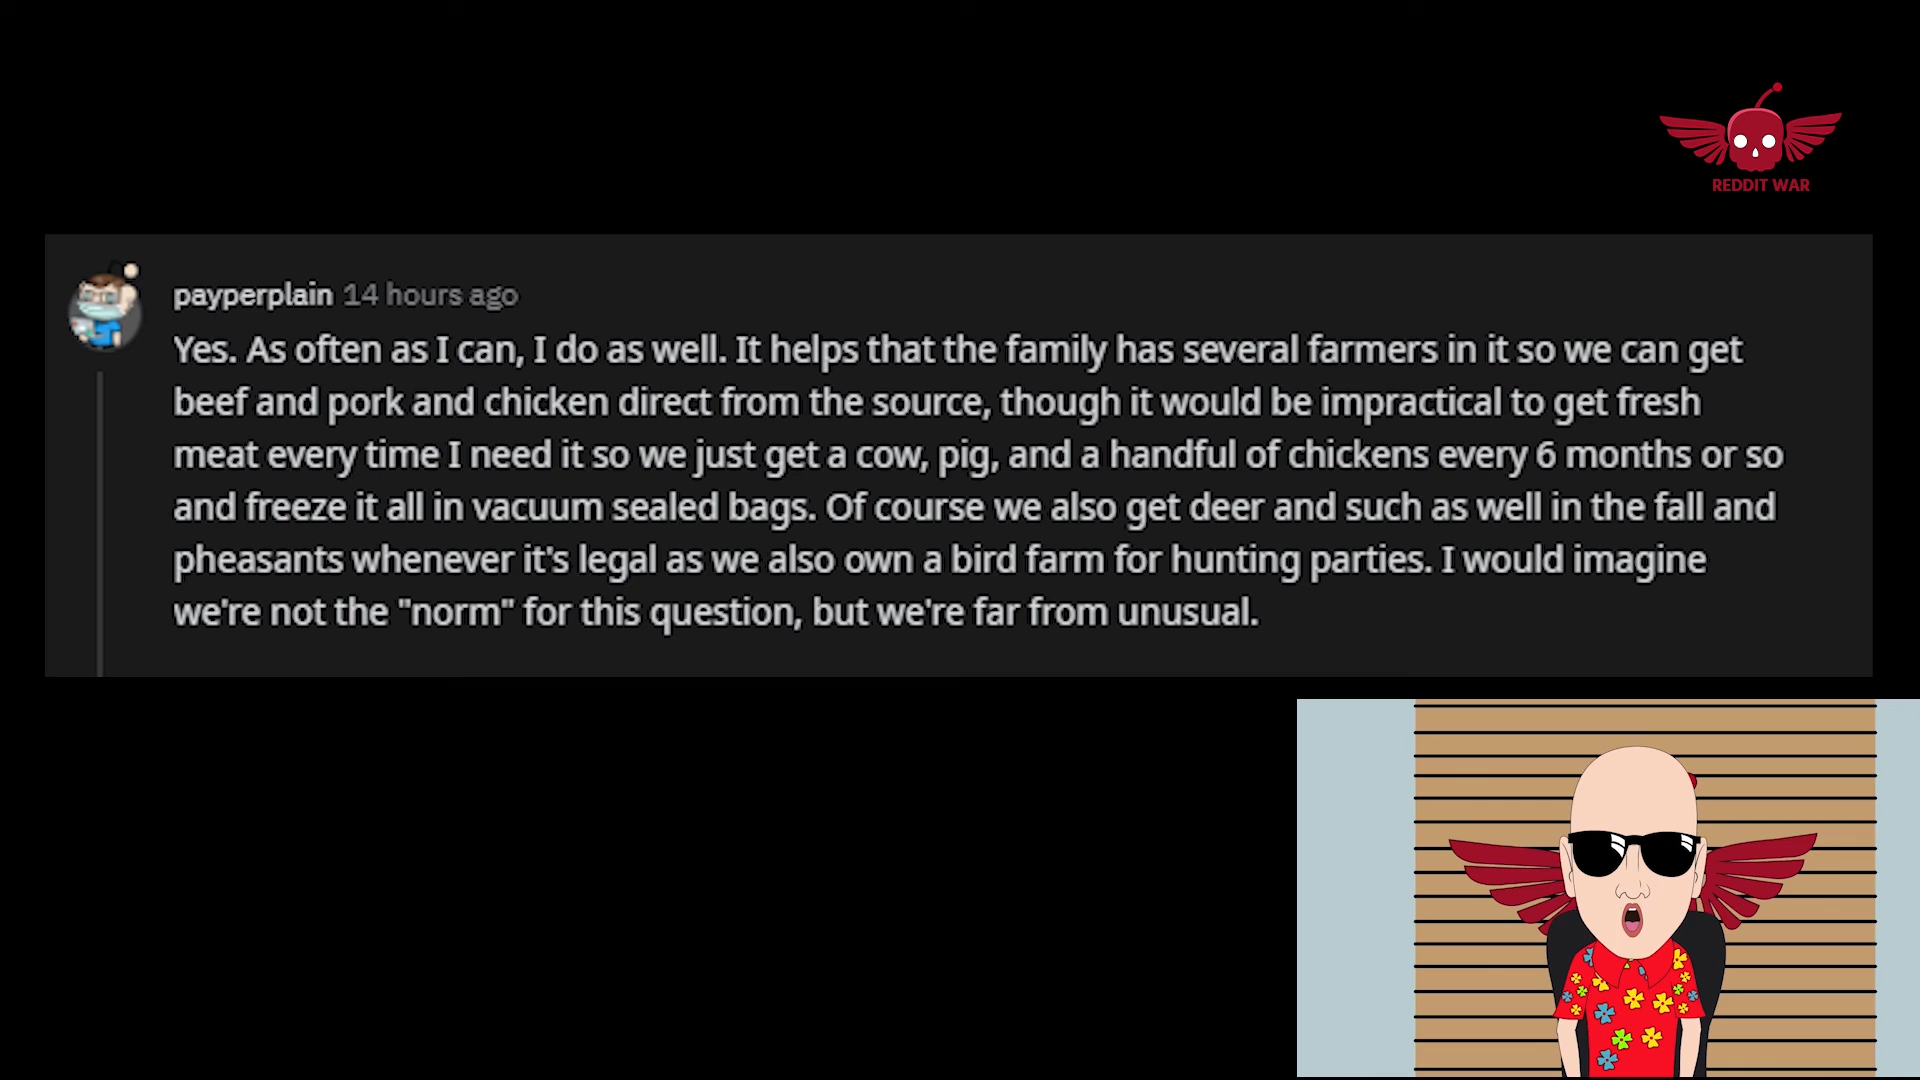 REDDIT WAR
payperplain 14 hours ago
Yes. As often as I can, I do as well. It helps that the family has several farmers in it so we can get
beef and pork and chicken direct from the source, though it would be impractical to get fresh
meat every time I need it so we just get a cow, pig, and a handful of chickens every 6 months or so
and freeze it all in vacuum sealed bags. Of course we also get deer and such as well in the fall and
pheasants whenever it's legal as we also own a bird farm for hunting parties. I would imagine
we're not the "norm" for this question, but we're far from unusual.